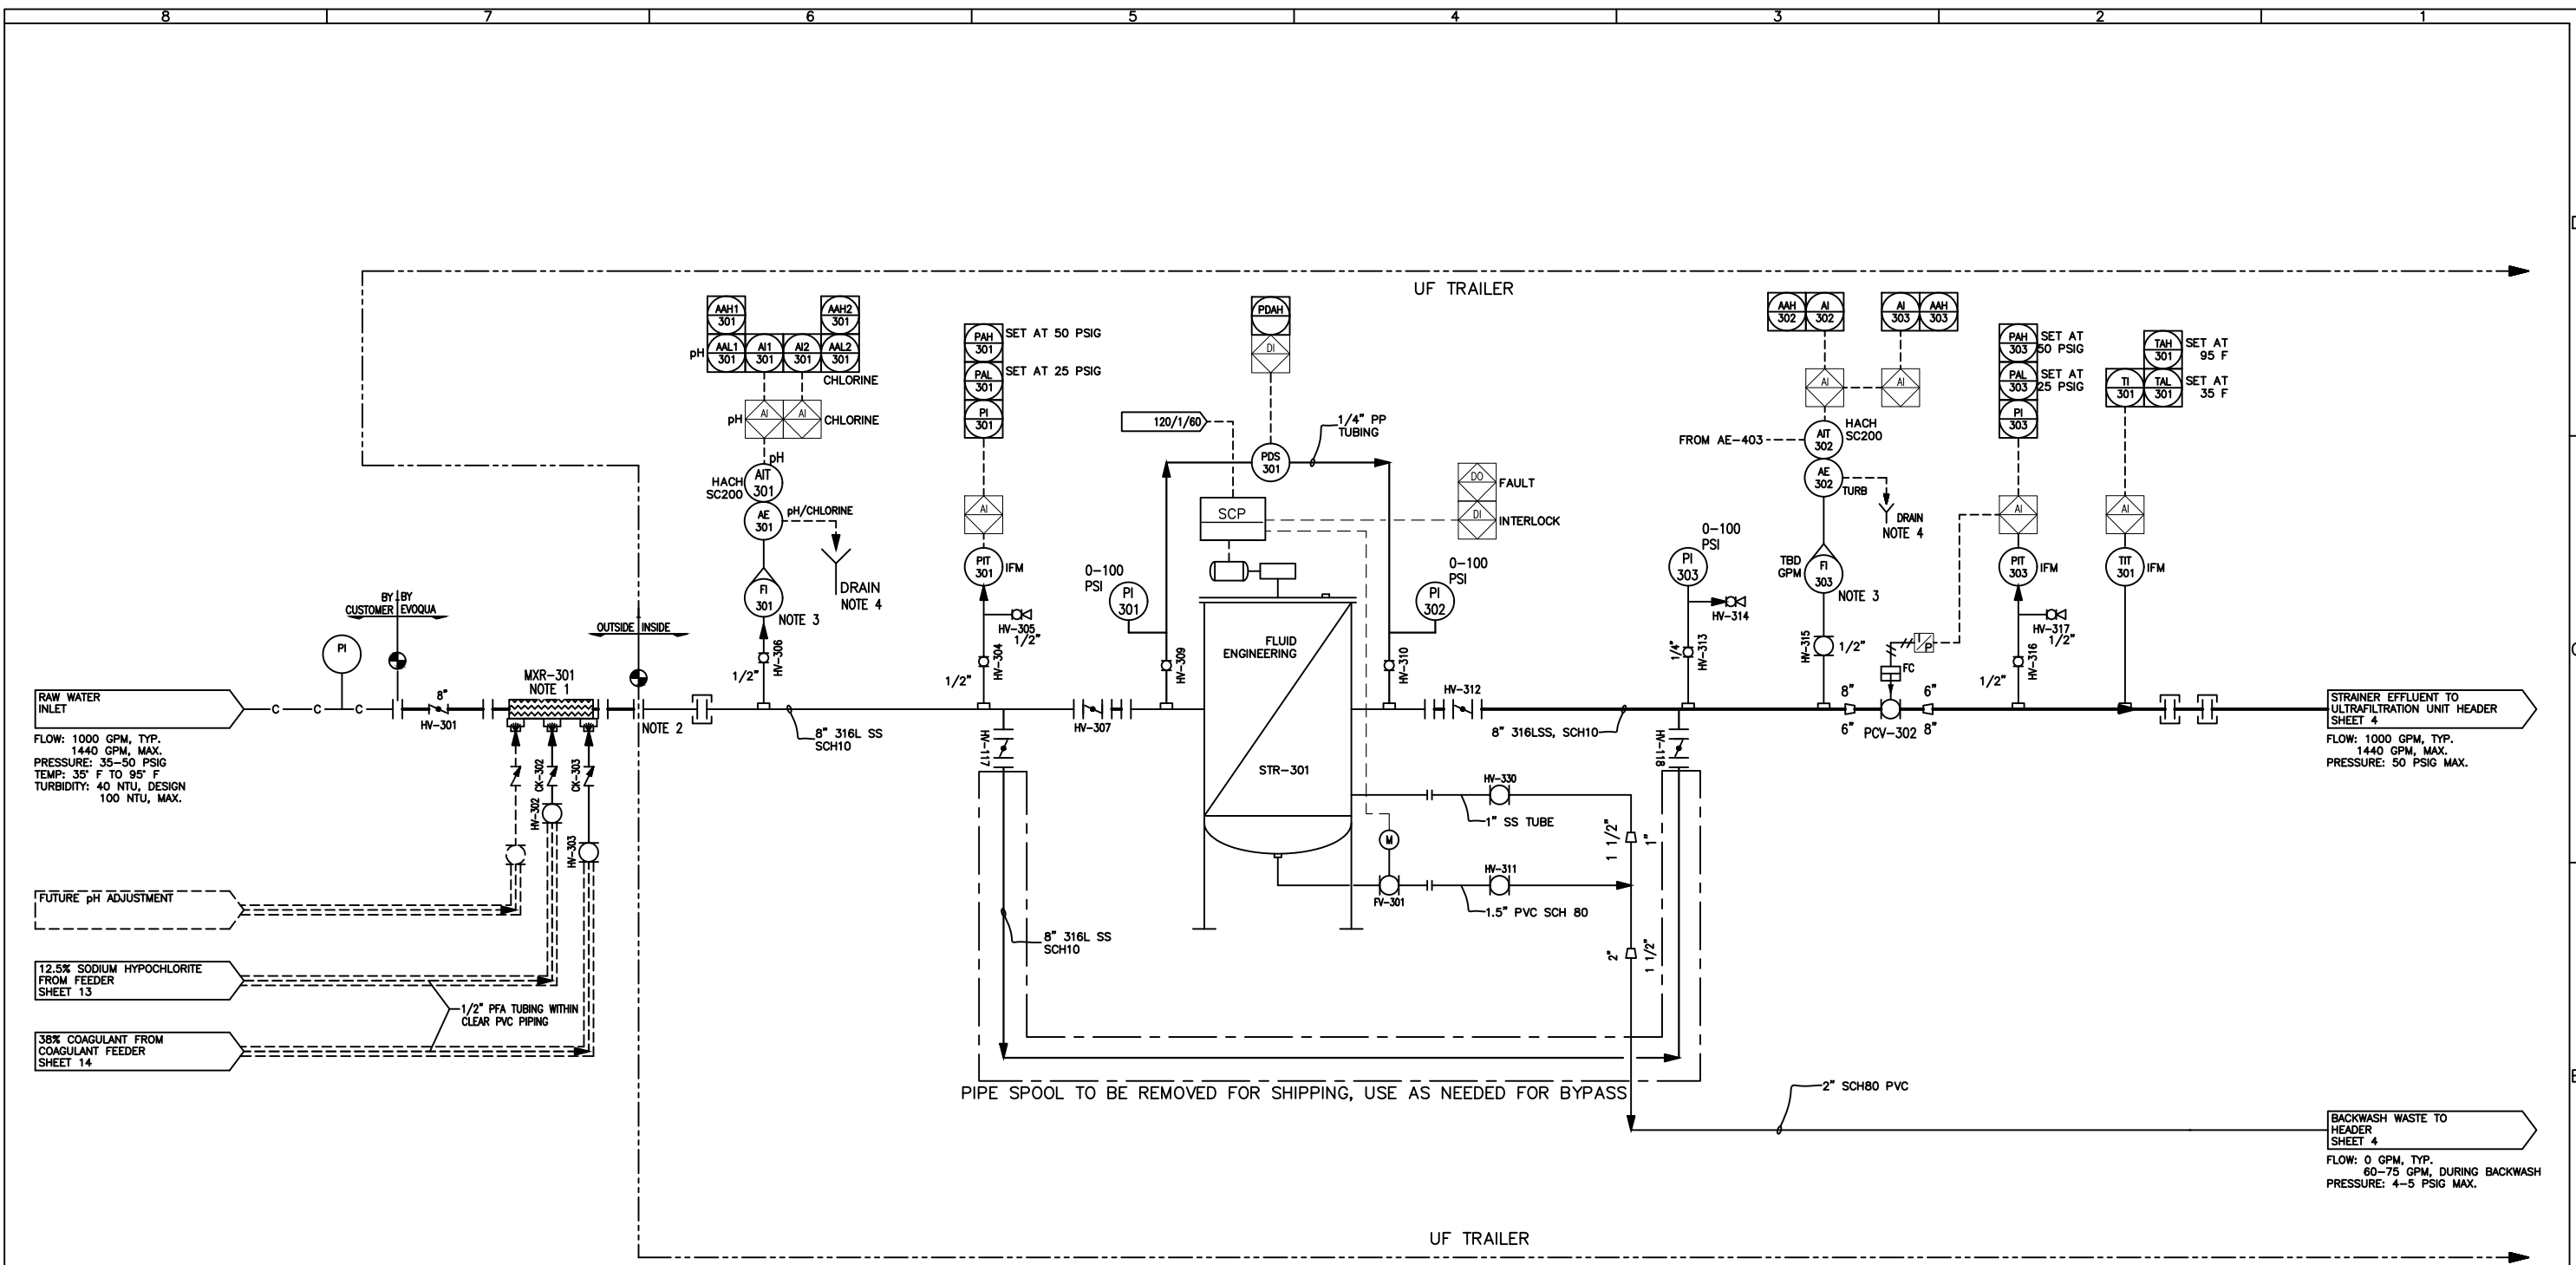 8 7 6 5 4 3 2 1
UF TRAILER
AAH1
301
AAH2
301
pH
AAL1
301
AI1
301
AI2
301
AAL2
301
CHLORINE
pH
AI
AI
CHLORINE
pH
AIT
301
HACH
SC200
AE
301
pH/CHLORINE
DRAIN
NOTE 4
FI
301
NOTE 3
HV-306
1/2"
PAH
301
SET AT 50 PSIG
PAL
301
SET AT 25 PSIG
PI
301
AI
PIT
301
IFM
HV-305
1/2"
HV-304
1/2"
PDAH
DI
120/1/60
1/4" PP
TUBING
PDS
301
SCP
DO
FAULT
DI
INTERLOCK
0-100
PSI
PI
301
0-100
PSI
PI
302
HV-309
HV-310
FLUID
ENGINEERING
STR-301
AAH
302
AI
302
AI
303
AAH
303
AI
AI
FROM AE-403
AIT
302
HACH
SC200
AE
302
TURB
DRAIN
NOTE 4
TBD
GPM
FI
303
NOTE 3
HV-315
1/2"
0-100
PSI
PI
303
HV-314
1/4"
HV-313
PAH
303
SET AT
50 PSIG
PAL
303
SET AT
25 PSIG
PI
303
AI
PIT
303
IFM
HV-317
1/2"
HV-316
1/2"
TAH
301
SET AT
95 F
TI
301
TAL
301
SET AT
35 F
AI
TIT
301
IFM
I
P
FC
8"
6"
6"
8"
PCV-302
BY
CUSTOMER
BY
EVOQUA
PI
OUTSIDE
INSIDE
RAW WATER
INLET
C C C
8"
HV-301
MXR-301
NOTE 1
NOTE 2
FLOW: 1000 GPM, TYP.
1440 GPM, MAX.
PRESSURE: 35-50 PSIG
TEMP: 35° F TO 95° F
TURBIDITY: 40 NTU, DESIGN
100 NTU, MAX.
8" 316L SS
SCH10
HV-307
HV-312
8" 316LSS, SCH10
STRAINER EFFLUENT TO
ULTRAFILTRATION UNIT HEADER
SHEET 4
FLOW: 1000 GPM, TYP.
1440 GPM, MAX.
PRESSURE: 50 PSIG MAX.
HV-117
HV-118
CK-302
CK-303
HV-302
HV-303
HV-330
1" SS TUBE
1 1/2"
1"
M
FV-301
HV-311
1.5" PVC SCH 80
2"
1 1/2"
8" 316L SS
SCH10
FUTURE pH ADJUSTMENT
12.5% SODIUM HYPOCHLORITE
FROM FEEDER
SHEET 13
1/2" PFA TUBING WITHIN
CLEAR PVC PIPING
38% COAGULANT FROM
COAGULANT FEEDER
SHEET 14
PIPE SPOOL TO BE REMOVED FOR SHIPPING, USE AS NEEDED FOR BYPASS
2" SCH80 PVC
BACKWASH WASTE TO
HEADER
SHEET 4
FLOW: 0 GPM, TYP.
60-75 GPM, DURING BACKWASH
PRESSURE: 4-5 PSIG MAX.
UF TRAILER